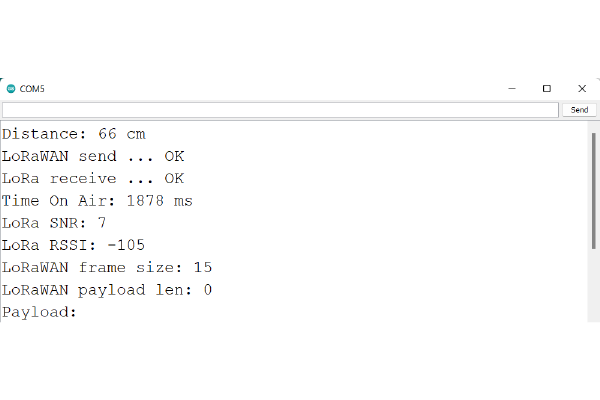 COM5
Send
Distance: 66 cm
LoRaWAN send ... OK
LoRa receive ... OK
Time On Air: 1878 ms
LoRa SNR: 7
LoRa RSSI: -105
LoRaWAN frame size: 15
LoRaWAN payload len: 0
Payload: